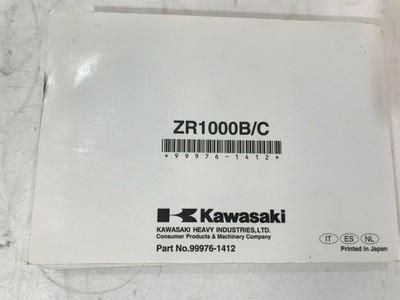 ZR1000B/C
*99976-1412*
Kawasaki
KAWASAKI HEAVY INDUSTRIES,LTD.
Consumer Products & Machinery Company
Part No.99976-1412
IT ES NL
Printed In Japan